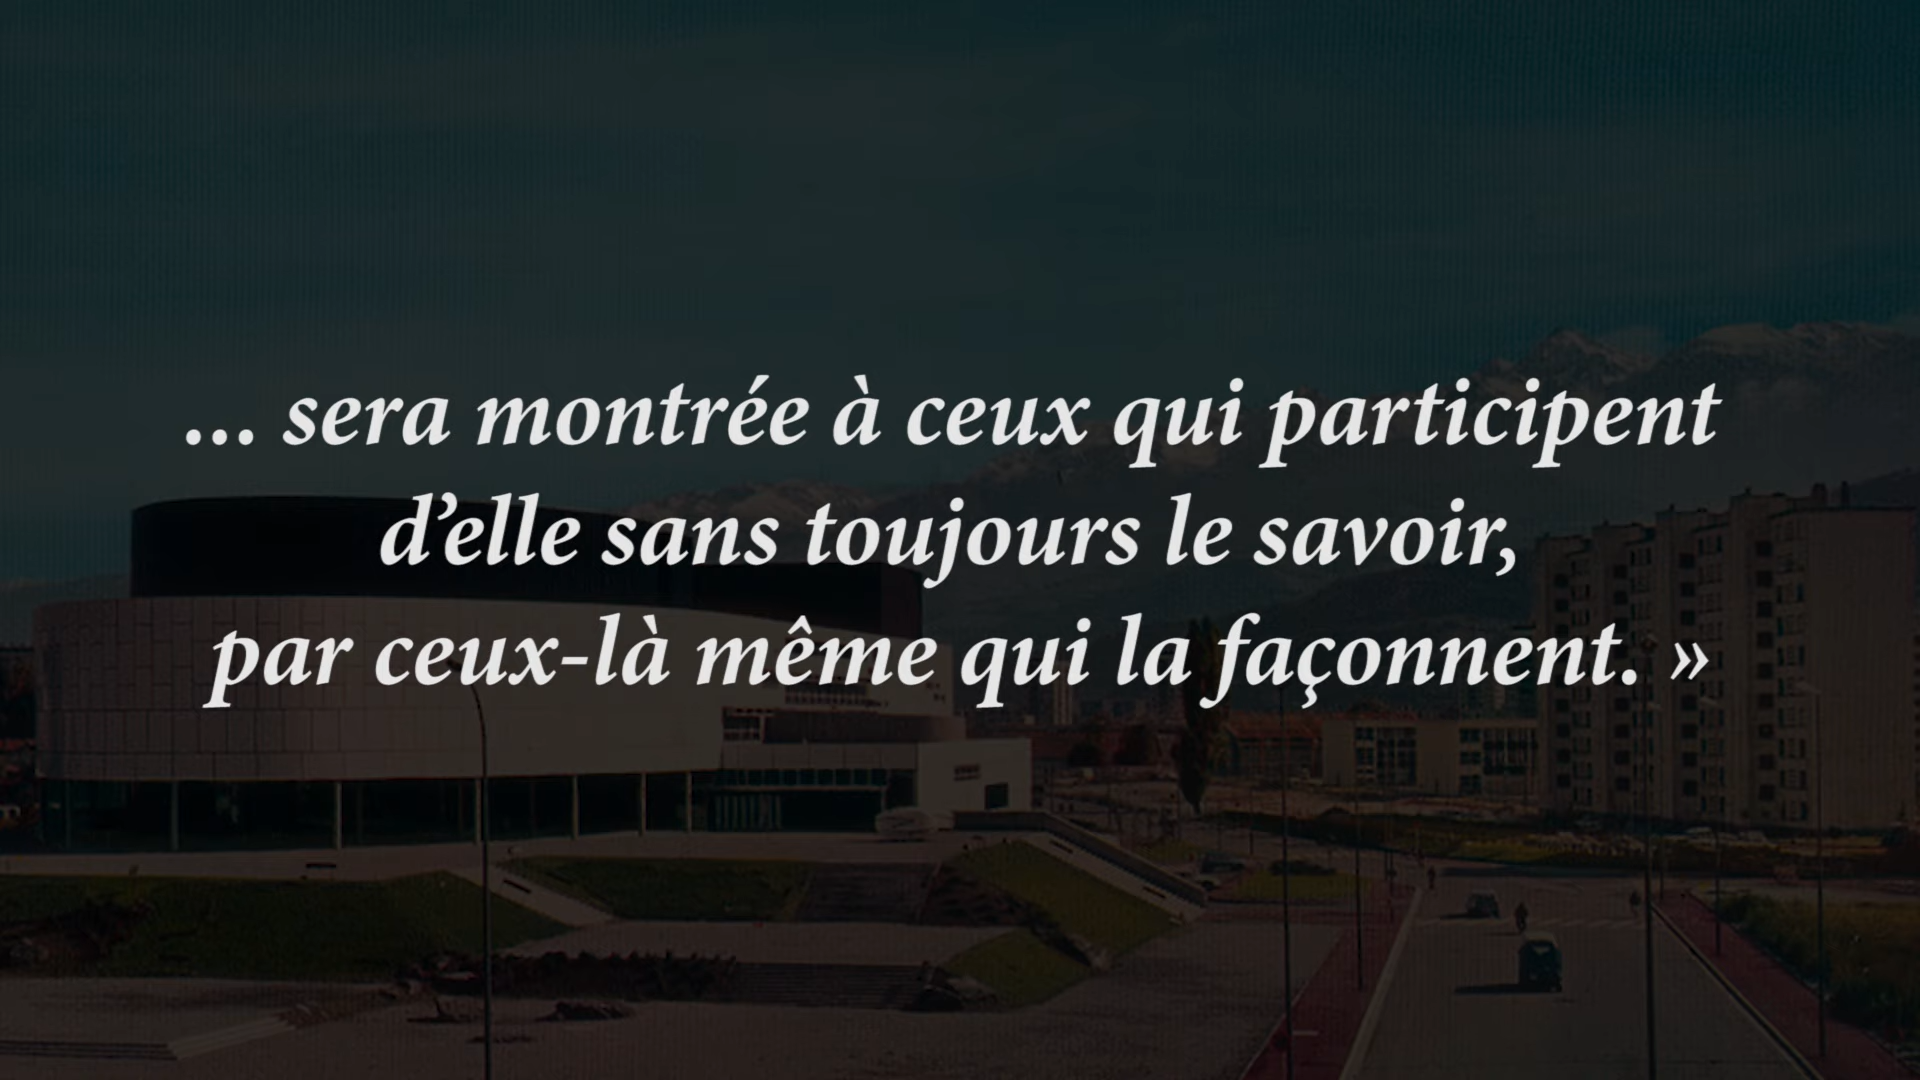 ... sera montrée à ceux qui participent
d’elle sans toujours le savoir,
par ceux-là même qui la façonnent. »